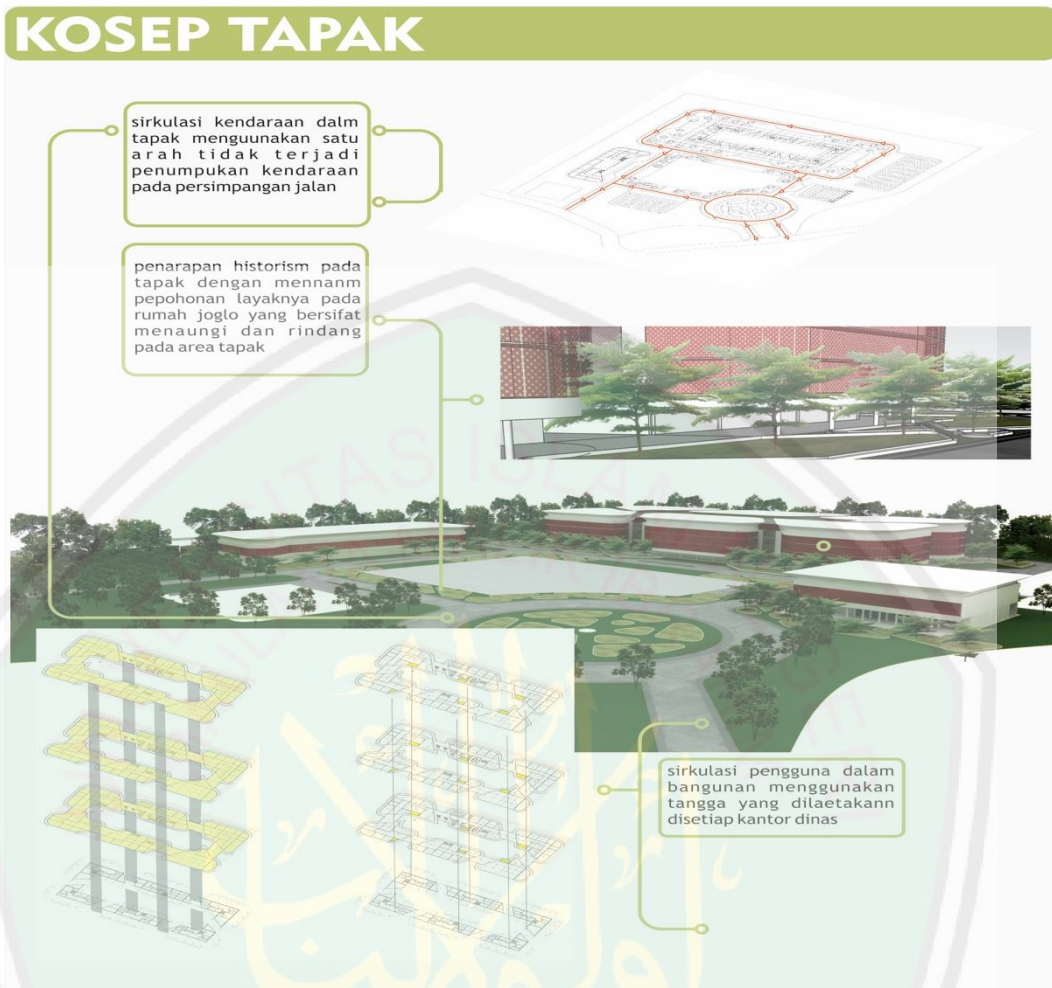 KOSEP TAPAK
sirkulasi kendaraan dalm
tapak menguunakan satu
arah tidak terjadi
penumpukan kendaraan
pada persimpangan jalan
penarapan historism pada
tapak dengan mennanm
pepohonan layaknya pada
rumah joglo yang bersifat
menaungi dan rindang
pada area tapak
sirkulasi pengguna dalam
bangunan menggunakan
tangga yang dilaetakann
disetiap kantor dinas